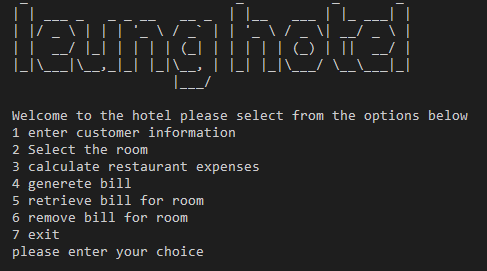 leung hotel
Welcome to the hotel please select from the options below
1 enter customer information
2 Select the room
3 calculate restaurant expenses
4 generete bill
5 retrieve bill for room
6 remove bill for room
7 exit
please enter your choice